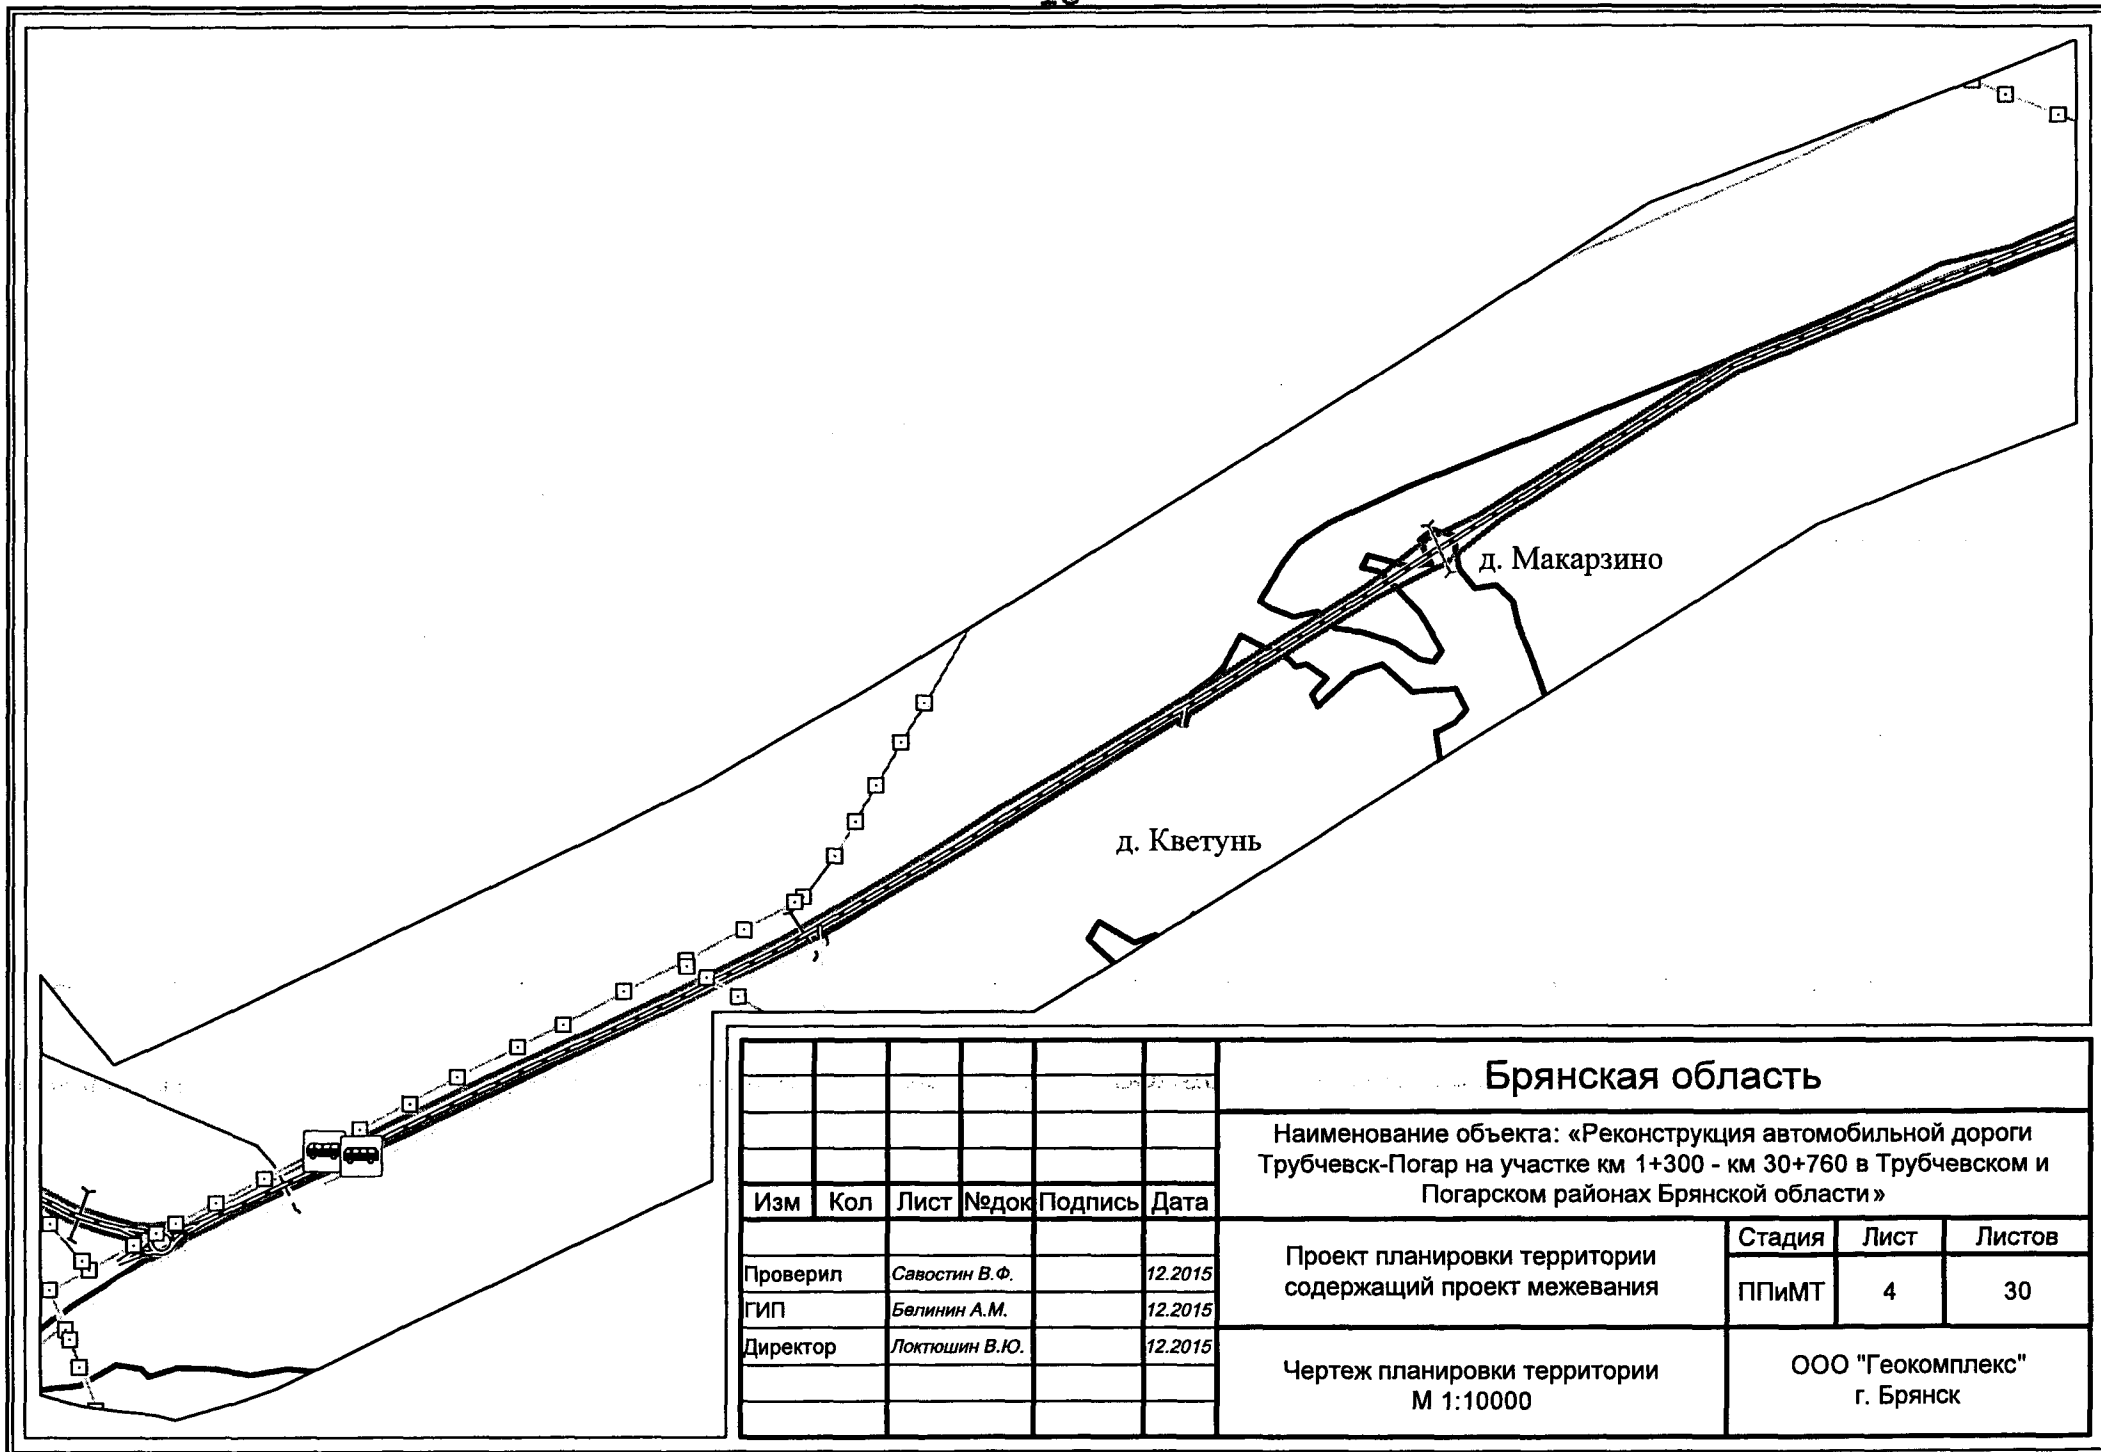 д. Макарзино
д. Кветунь
Брянская область
Наименование объекта: «Реконструкция автомобильной дороги
Трубчевск-Погар на участке км 1+300 - км 30+760 в Трубчевском и
Погарском районах Брянской области»
Изм Кол Лист №док Подпись Дата
Проект планировки территории
содержащий проект межевания
Стадия Лист Листов
ППиМТ 4 30
Проверил Савостин В.Ф. 12.2015
ГИП Белинин А.М. 12.2015
Директор Локтюшин В.Ю. 12.2015
Чертеж планировки территории
М 1:10000
ООО "Геокомплекс"
г. Брянск